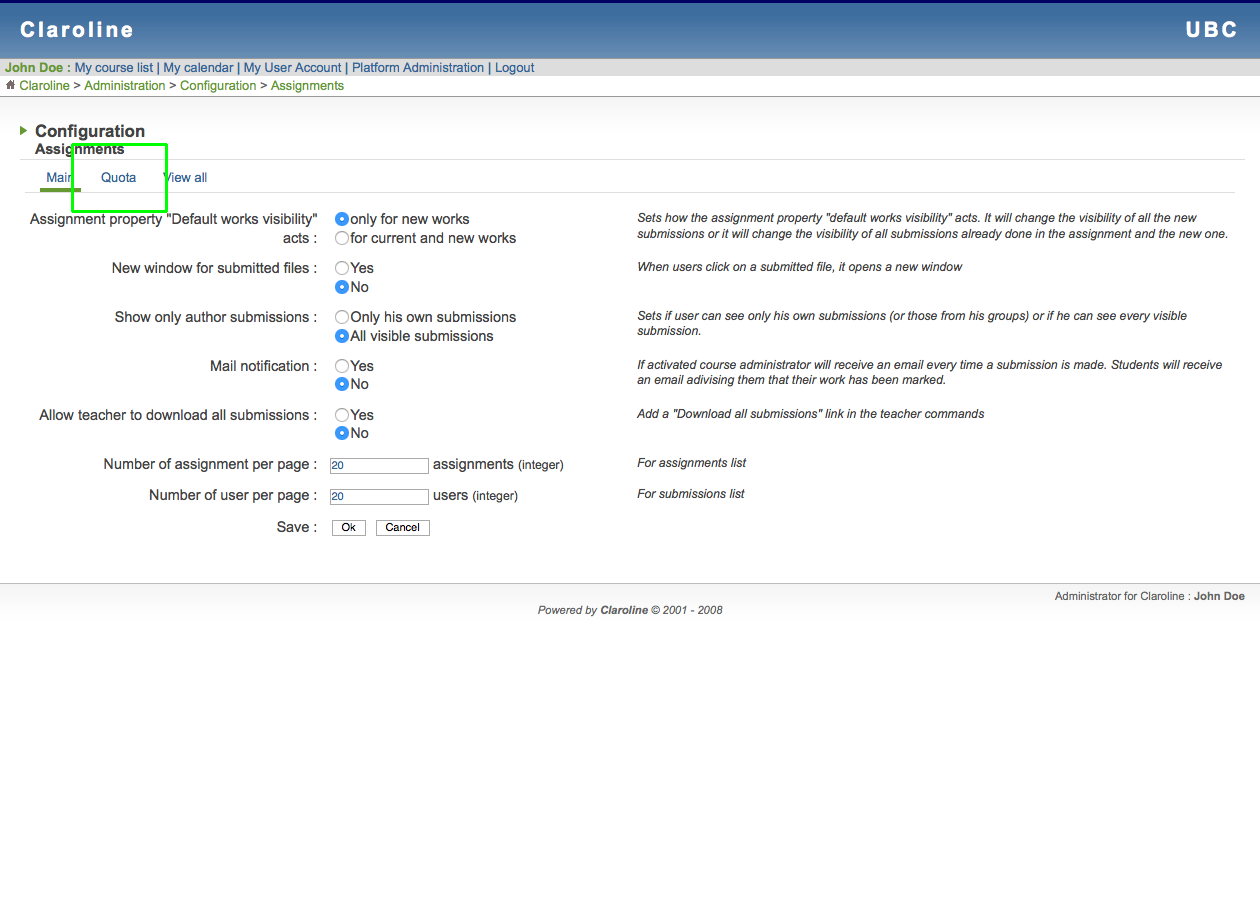 Claroline UBC
John Doe : My course list | My calendar | My User Account | Platform Administration | Logout
Claroline > Administration > Configuration > Assignments
Configuration
Assignments
Main Quota View all
Assignment property "Default works visibility" acts :
only for new works
for current and new works
Sets how the assignment property "default works visibility" acts. It will change the visibility of all the new
submissions or it will change the visibility of all submissions already done in the assignment and the new one.
New window for submitted files :
Yes
No
When users click on a submitted file, it opens a new window
Show only author submissions :
Only his own submissions
All visible submissions
Sets if user can see only his own submissions (or those from his groups) or if he can see every visible
submission.
Mail notification :
Yes
No
If activated course administrator will receive an email every time a submission is made. Students will receive
an email adivising them that their work has been marked.
Allow teacher to download all submissions :
Yes
No
Add a "Download all submissions" link in the teacher commands
Number of assignment per page : 20 assignments (integer) For assignments list
Number of user per page : 20 users (integer) For submissions list
Save : Ok Cancel
Administrator for Claroline : John Doe
Powered by Claroline © 2001 - 2008